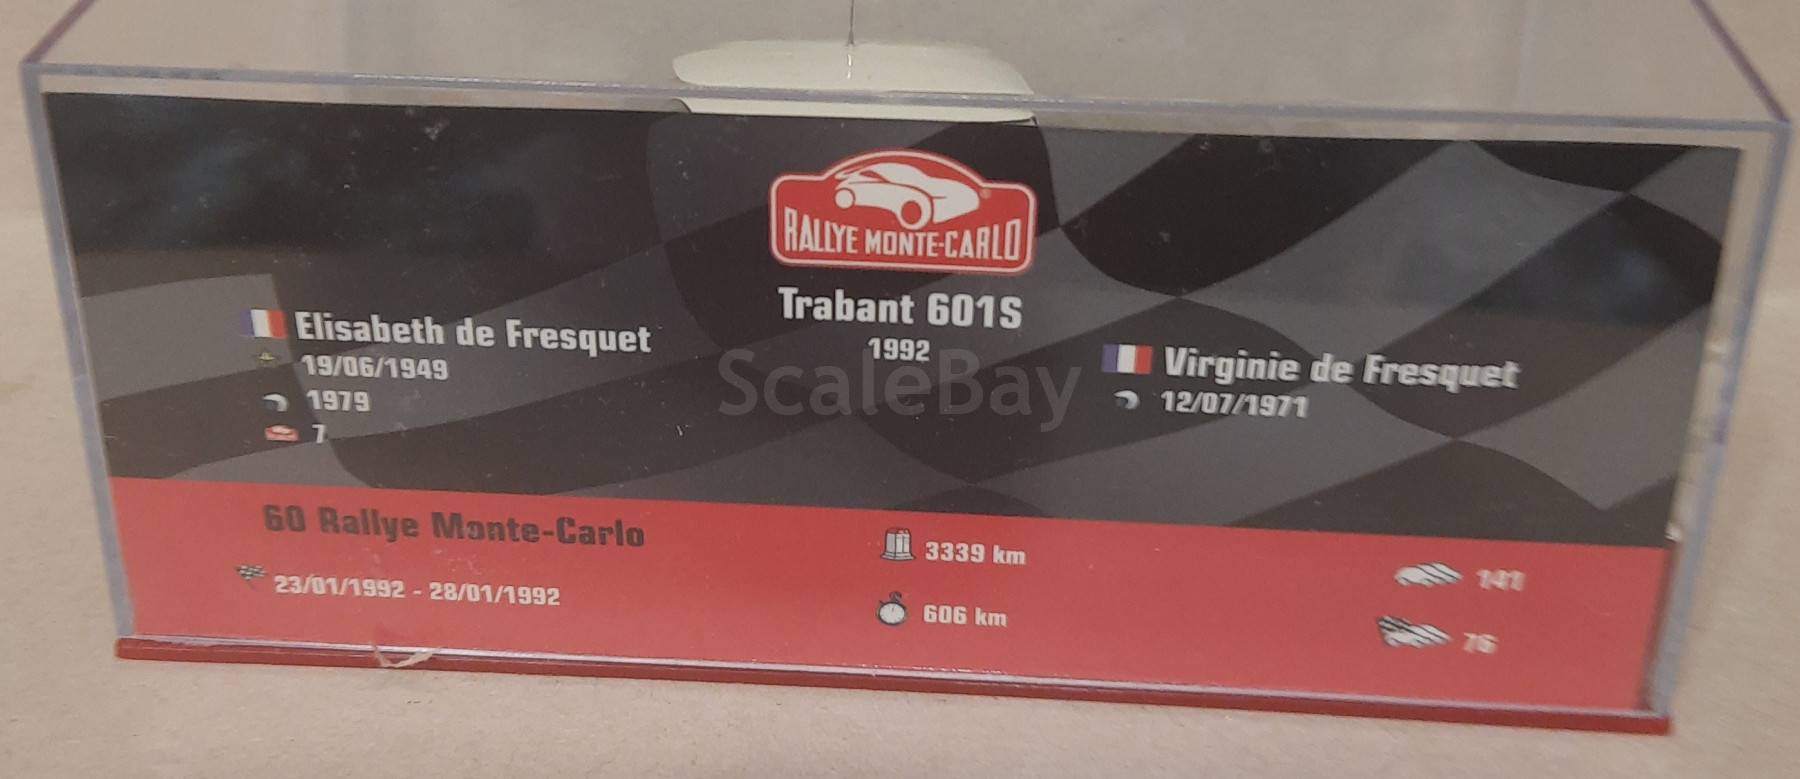 RALLYE MONTE-CARLO
Trabant 601S
1992
Elisabeth de Fresquet
19/06/1949
1979
7
Virginie de Fresquet
12/07/1971
ScaleBay
60 Rallye Monte-Carlo
23/01/1992 - 28/01/1992
3339 km
606 km
141
76